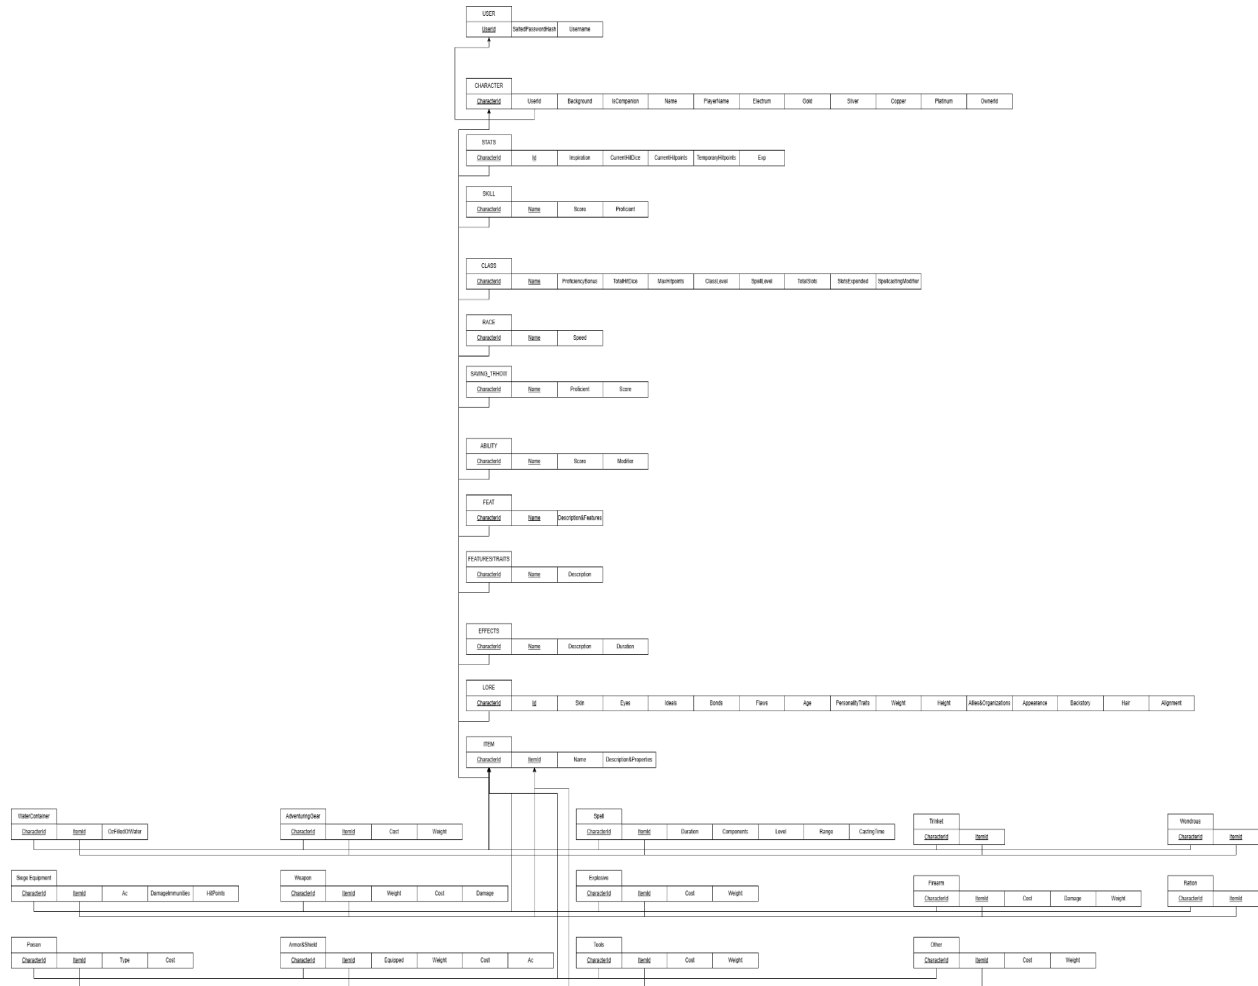 USER
UserId SaltedPasswordHash Username
CHARACTER
CharacterId UserId Background IsCompanion Name PlayerName Electrum Gold Silver Copper Platinum OwnerId
STATS
CharacterId Id Inspiration CurrentHitDice CurrentHitpoints TemporaryHitpoints Exp
SKILL
CharacterId Name Score Proficient
CLASS
CharacterId Name ProficiencyBonus TotalHitDice MaxHitpoints ClassLevel SpellLevel TotalSlots SlotsExpended SpellcastingModifier
RACE
CharacterId Name Speed
SAVING_TRHOW
CharacterId Name Proficient Score
ABILITY
CharacterId Name Score Modifier
FEAT
CharacterId Name Description&Features
FEATURES/TRAITS
CharacterId Name Description
EFFECTS
CharacterId Name Description Duration
LORE
CharacterId Id Skin Eyes Ideals Bonds Flaws Age PersonalityTraits Weight Height Allies&Organizations Appearance Backstory Hair Alignment
ITEM
CharacterId ItemId Name Description&Properties
WaterContainer AdventuringGear Spell Trinket Wondrous
CharacterId ItemId OzFilledOfWater CharacterId ItemId Cost Weight CharacterId ItemId Duration Components Level Range CastingTime CharacterId ItemId CharacterId ItemId
Siege Equipment Weapon Explosive Firearm Ration
CharacterId ItemId Ac DamageImmunities HitPoints CharacterId ItemId Weight Cost Damage CharacterId ItemId Cost Weight CharacterId ItemId Cost Damage Weight CharacterId ItemId
Poison Armor&Shield Tools Other
CharacterId ItemId Type Cost CharacterId ItemId Equipped Weight Cost Ac CharacterId ItemId Cost Weight CharacterId ItemId Cost Weight